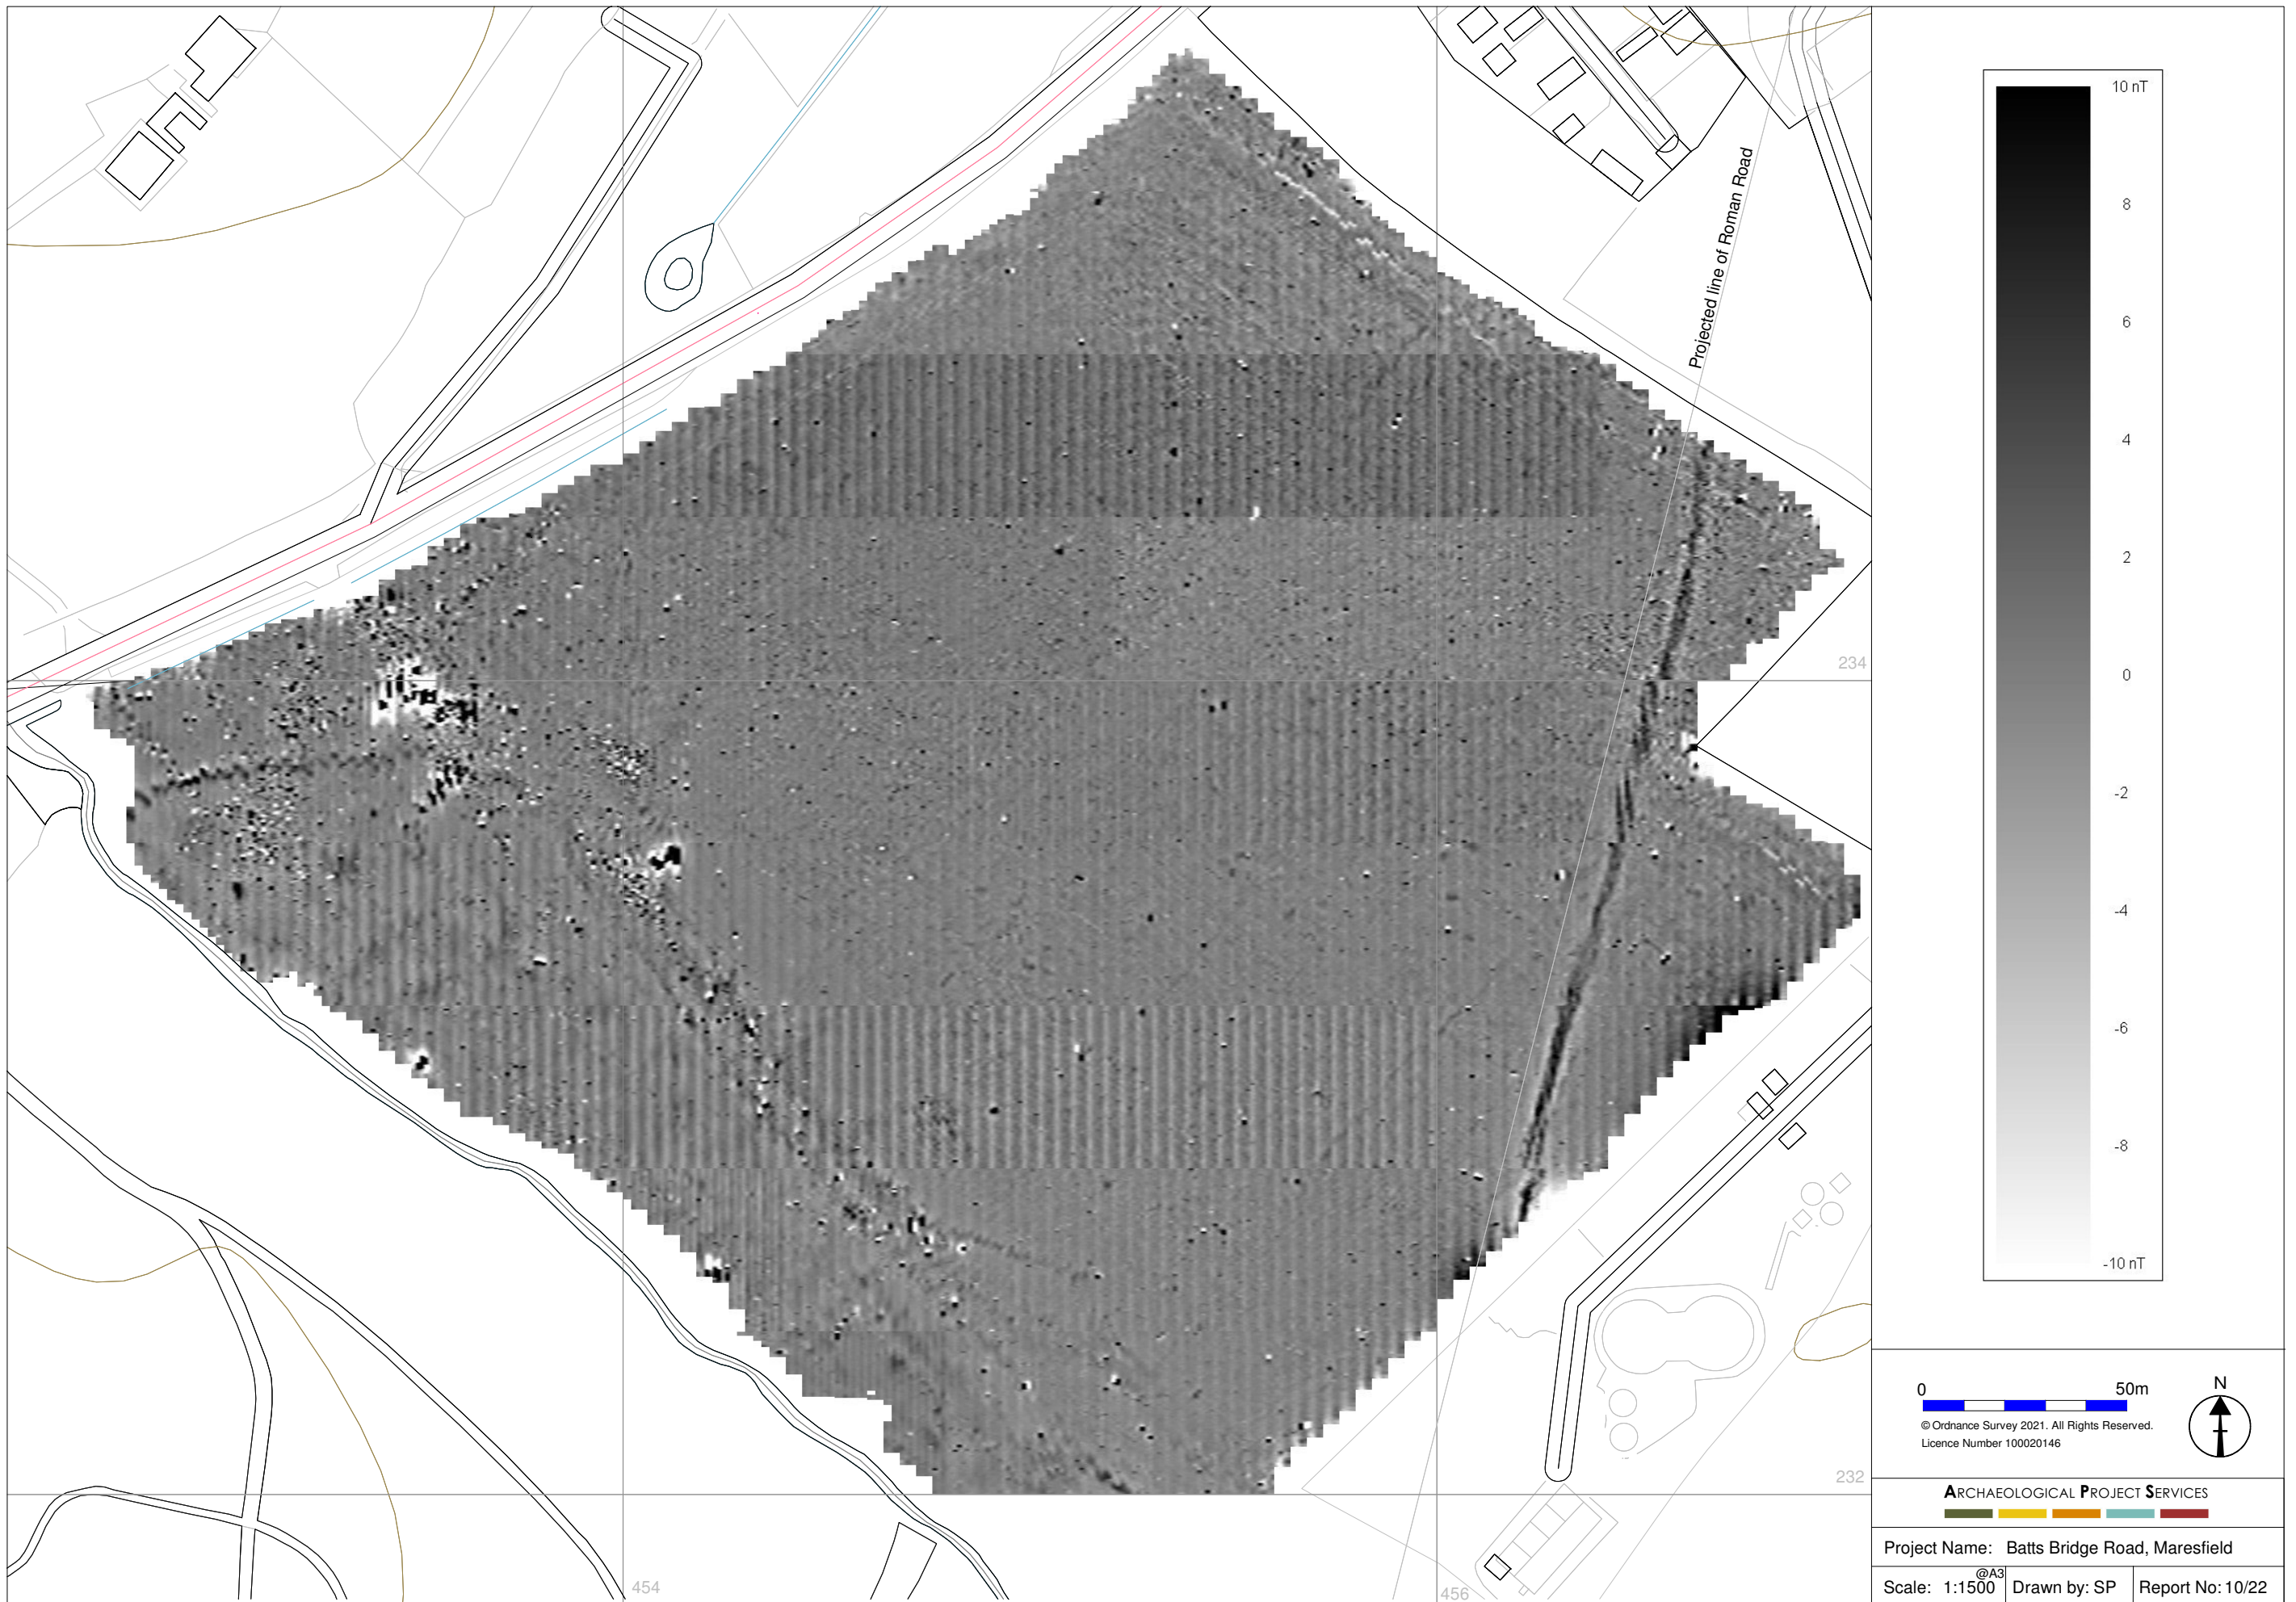 Projected line of Roman Road
234
232
454
456
10 nT
8
6
4
2
0
-2
-4
-6
-8
-10 nT
0 50m
N
© Ordnance Survey 2021. All Rights Reserved.
Licence Number 100020146
ARCHAEOLOGICAL PROJECT SERVICES
Project Name: Batts Bridge Road, Maresfield
@A3
Scale: 1:1500 Drawn by: SP Report No: 10/22